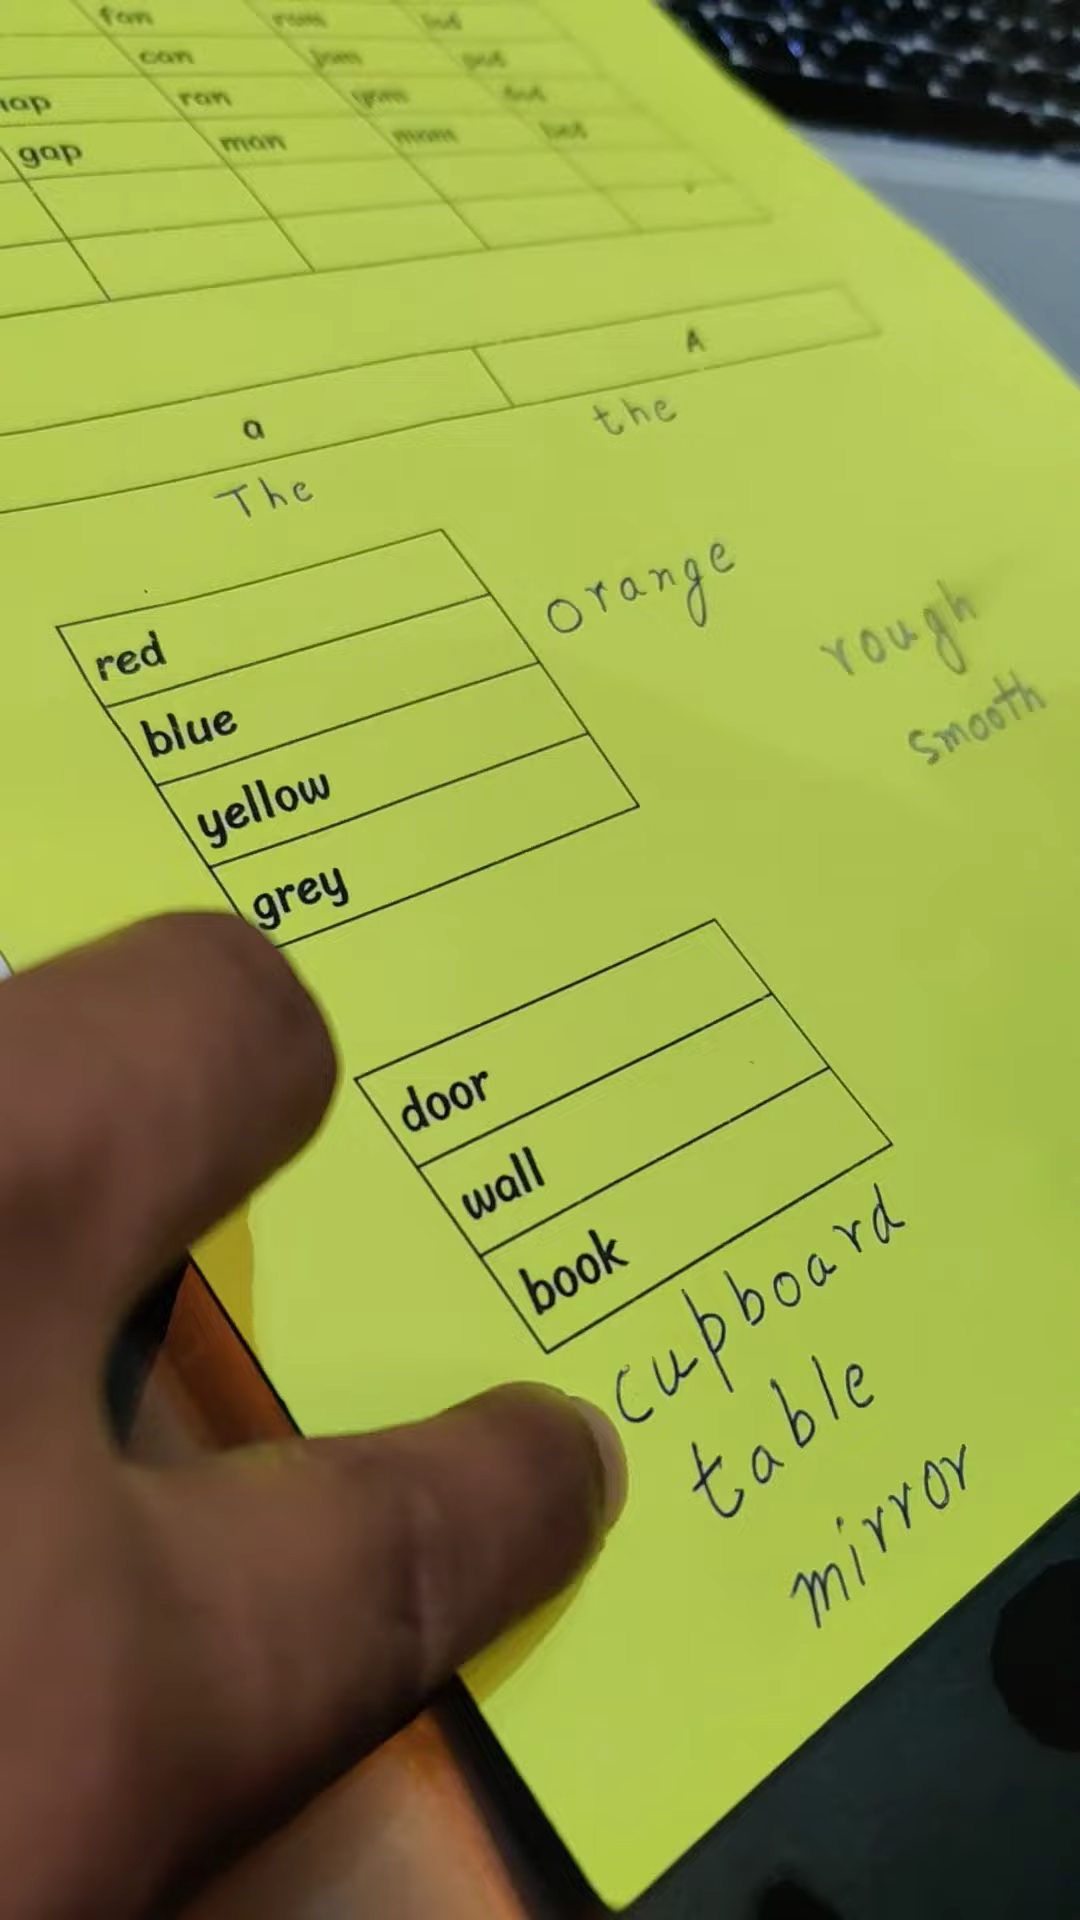 fan
can
ran
gap man
a A
The the
red orange
blue rough
yellow smooth
grey
door
wall
book
cupboard
table
mirror